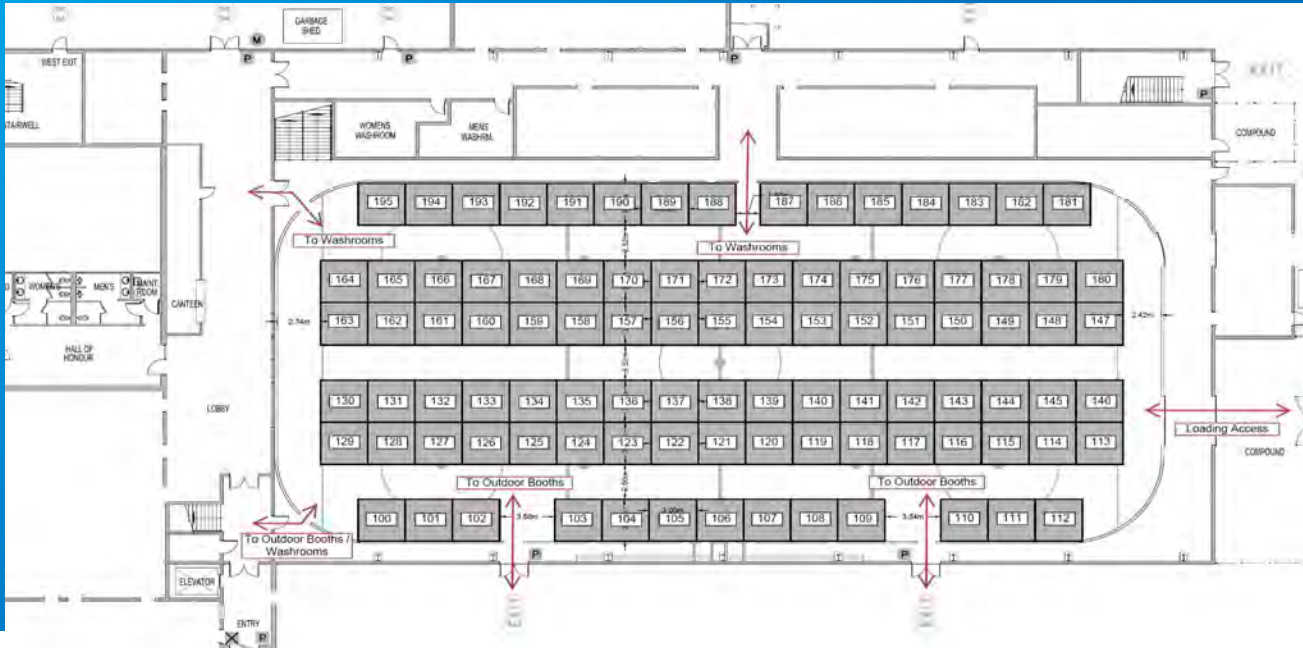 GARBAGE
SHED
M
P
P
P
WEST EXIT
EXIT
P
STAIRWELL
WOMENS
WASHROOM
MENS
WASHRM.
COMPOUND
195 194 193 192 191 190 189 188 187 186 185 184 183 182 181
To Washrooms
To Washrooms
164 165 166 167 168 169 170 171 172 173 174 175 176 177 178 179 180
WOMENS
MEN'S
MAINT.
ROOM
CANTEEN
2.74m
163 162 161 160 159 158 157 156 155 154 153 152 151 150 149 148 147
2.42m
HALL OF
HONOUR
LOBBY
130 131 132 133 134 135 136 137 138 139 140 141 142 143 144 145 146
Loading Access
129 128 127 126 125 124 123 122 121 120 119 118 117 116 115 114 113
COMPOUND
To Outdoor Booths
To Outdoor Booths
100 101 102 103 104 105 106 107 108 109 110 111 112
3.00m
3.54m
To Outdoor Booths /
Washrooms
P
P
ELEVATOR
EXIT
EXIT
ENTRY
P